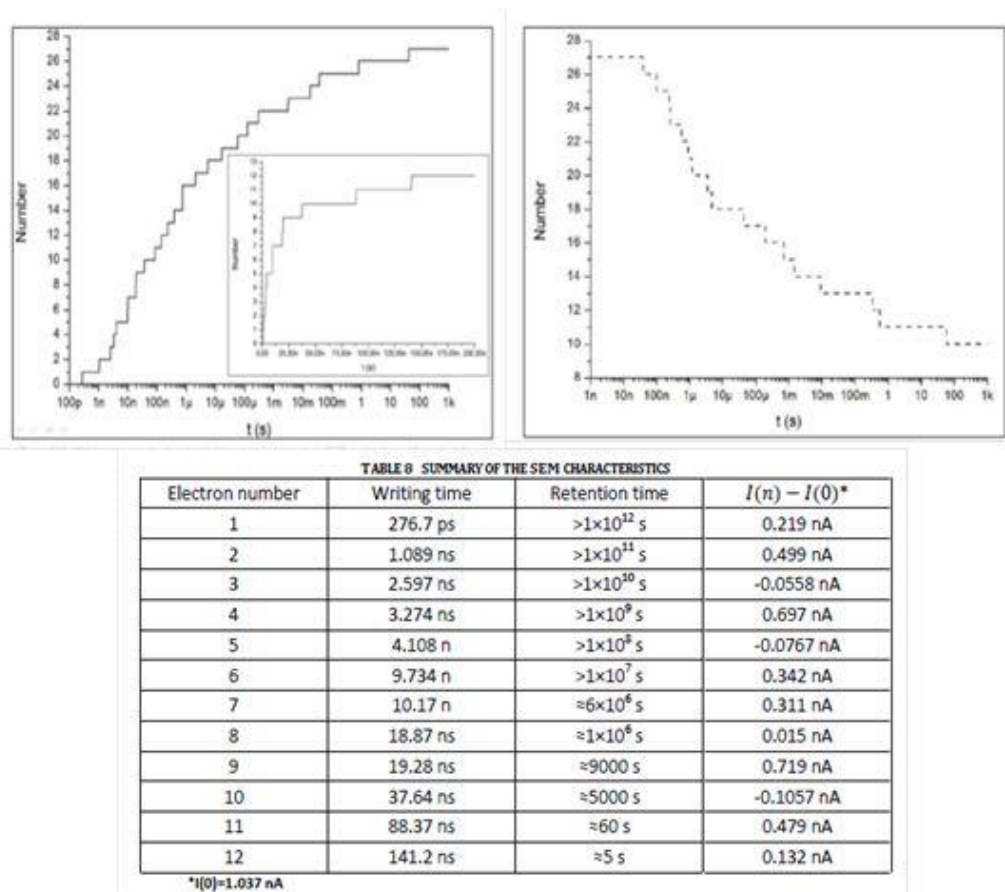 28
26
24
22
20
18
16
14
12
10
8
6
4
2
0
Number
100p 1n 10n 100n 1μ 10μ 100μ 1m 10m 100m 1 10 100 1k
t (s)
Number
28
26
24
22
20
18
16
14
12
10
8
Number
1n 10n 100n 1μ 10μ 100μ 1m 10m 100m 1 10 100 1k
t (s)
TABLE 8 SUMMARY OF THE SEM CHARACTERISTICS
Electron number Writing time Retention time I(n) − I(0)*
1 276.7 ps >1×10¹² s 0.219 nA
2 1.089 ns >1×10¹¹ s 0.499 nA
3 2.597 ns >1×10¹⁰ s -0.0558 nA
4 3.274 ns >1×10⁹ s 0.697 nA
5 4.108 n >1×10⁸ s -0.0767 nA
6 9.734 n >1×10⁷ s 0.342 nA
7 10.17 n ≈6×10⁶ s 0.311 nA
8 18.87 ns ≈1×10⁶ s 0.015 nA
9 19.28 ns ≈9000 s 0.719 nA
10 37.64 ns ≈5000 s -0.1057 nA
11 88.37 ns ≈60 s 0.479 nA
12 141.2 ns ≈5 s 0.132 nA
*I(0)=1.037 nA